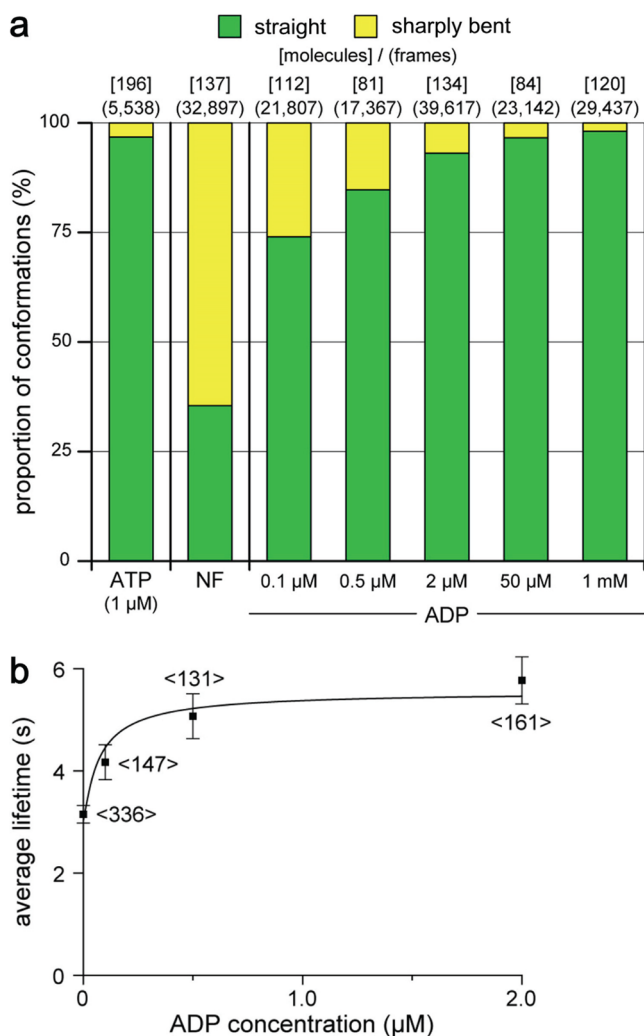 a
straight sharply bent
[molecules] / (frames)
[196] [137] [112] [81] [134] [84] [120]
(5,538) (32,897) (21,807) (17,367) (39,617) (23,142) (29,437)
proportion of conformations (%)
100
75
50
25
0
ATP NF 0.1 µM 0.5 µM 2 µM 50 µM 1 mM
(1 µM)
ADP
b
average lifetime (s)
6
4
2
0
<336>
<147>
<131>
<161>
0 1.0 2.0
ADP concentration (µM)